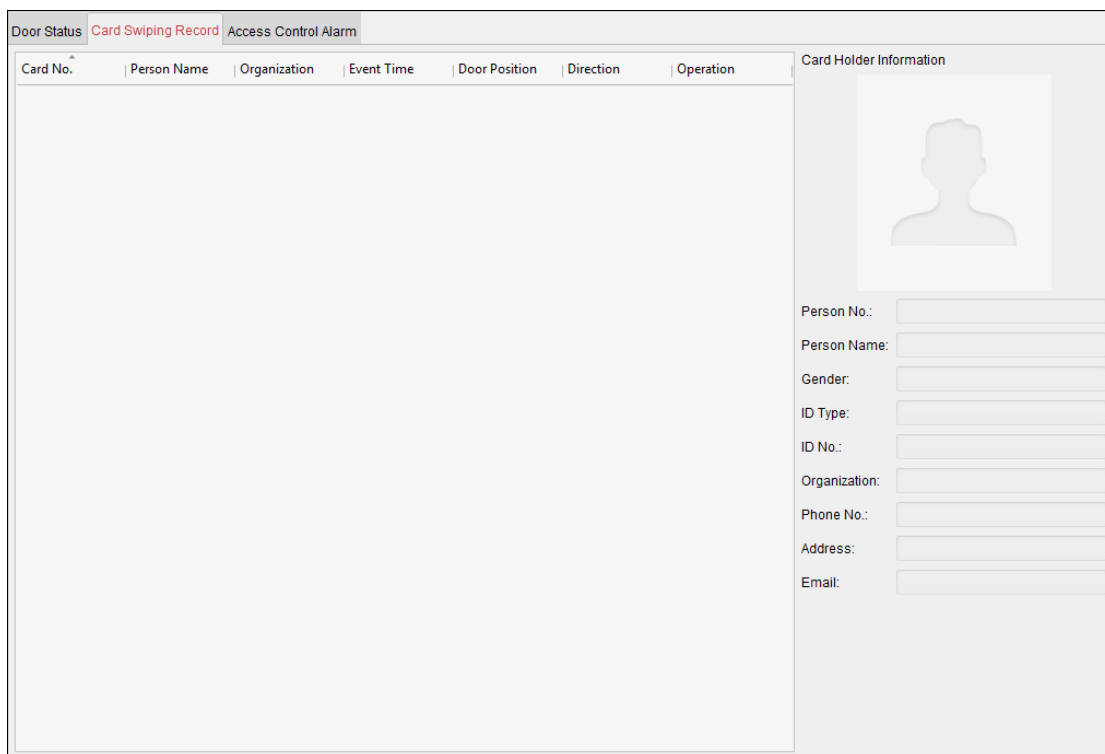 Door Status Card Swiping Record Access Control Alarm
Card No. Person Name Organization Event Time Door Position Direction Operation
Card Holder Information
Person No.:
Person Name:
Gender:
ID Type:
ID No.:
Organization:
Phone No.:
Address:
Email: